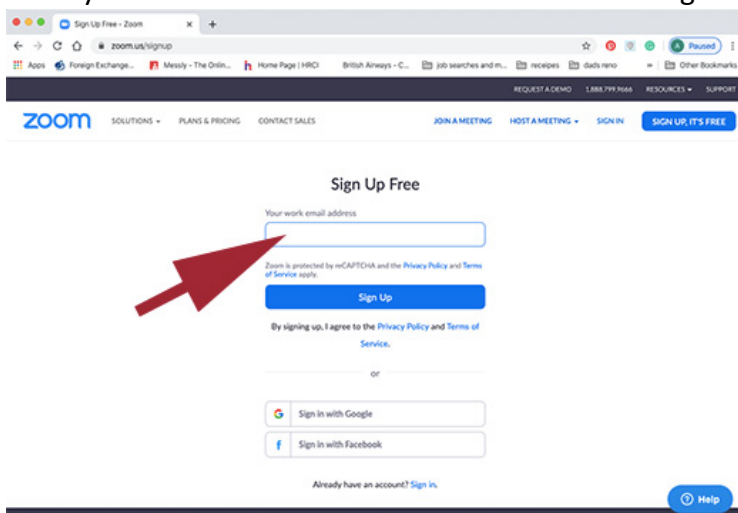 Sign Up Free - Zoom
zoom.us/signup
Paused
Apps Foreign Exchange... Messly - The Onlin... Home Page | HRCI British Airways - C... job searches and m... receipes dads reno » Other Bookmarks
REQUEST A DEMO 1.888.799.9666 RESOURCES SUPPORT
zoom SOLUTIONS PLANS & PRICING CONTACT SALES JOIN A MEETING HOST A MEETING SIGN IN SIGN UP, IT'S FREE
Sign Up Free
Your work email address
Zoom is protected by reCAPTCHA and the Privacy Policy and Terms
of Service apply.
Sign Up
By signing up, I agree to the Privacy Policy and Terms of
Service.
or
Sign in with Google
Sign in with Facebook
Already have an account? Sign in.
Help